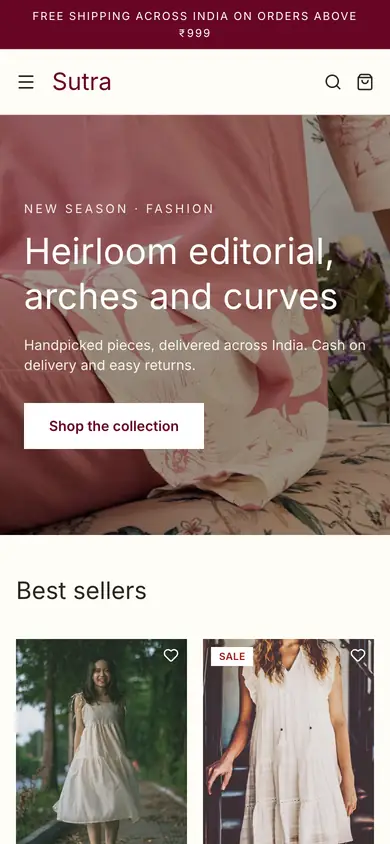 FREE SHIPPING ACROSS INDIA ON ORDERS ABOVE
₹999
Sutra
NEW SEASON · FASHION
Heirloom editorial,
arches and curves
Handpicked pieces, delivered across India. Cash on
delivery and easy returns.
Shop the collection
Best sellers
SALE